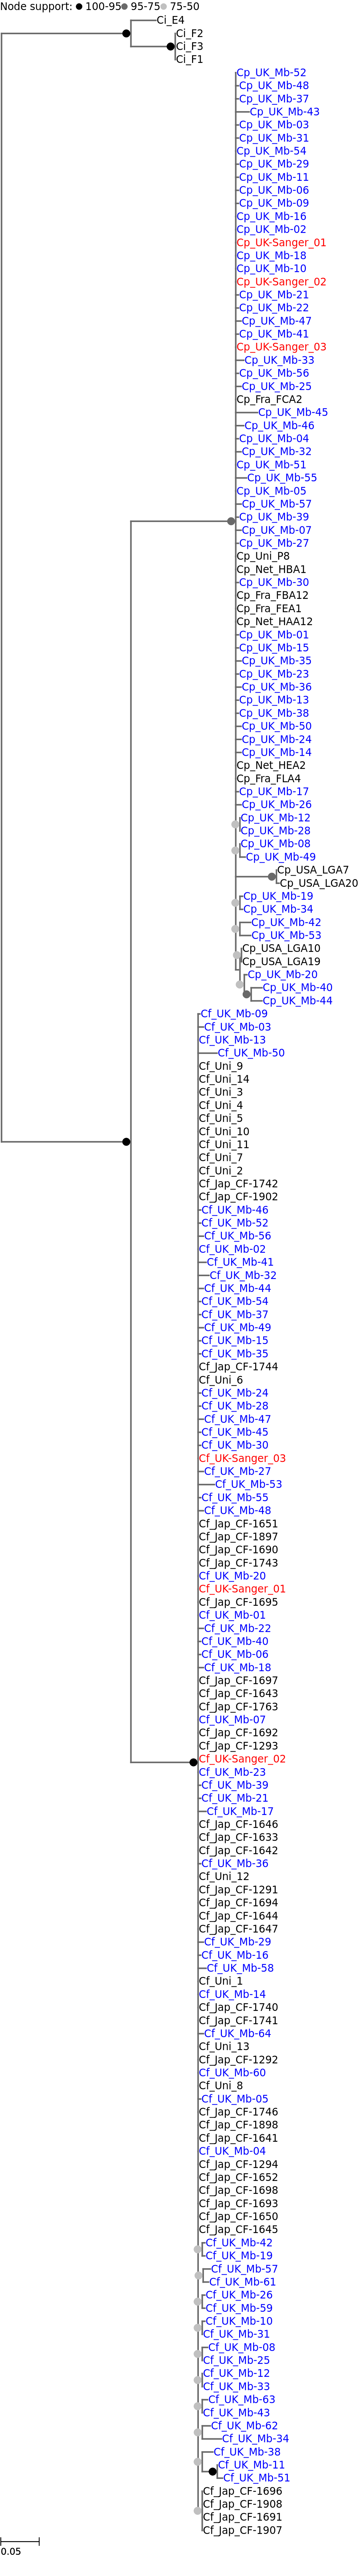 Node support: 100-95 95-75 75-50
Ci_E4
Ci_F2
Ci_F3
Ci_F1
Cp_UK_Mb-52
Cp_UK_Mb-48
Cp_UK_Mb-37
Cp_UK_Mb-43
Cp_UK_Mb-03
Cp_UK_Mb-31
Cp_UK_Mb-54
Cp_UK_Mb-29
Cp_UK_Mb-11
Cp_UK_Mb-06
Cp_UK_Mb-09
Cp_UK_Mb-16
Cp_UK_Mb-02
Cp_UK-Sanger_01
Cp_UK_Mb-18
Cp_UK_Mb-10
Cp_UK-Sanger_02
Cp_UK_Mb-21
Cp_UK_Mb-22
Cp_UK_Mb-47
Cp_UK_Mb-41
Cp_UK-Sanger_03
Cp_UK_Mb-33
Cp_UK_Mb-56
Cp_UK_Mb-25
Cp_Fra_FCA2
Cp_UK_Mb-45
Cp_UK_Mb-46
Cp_UK_Mb-04
Cp_UK_Mb-32
Cp_UK_Mb-51
Cp_UK_Mb-55
Cp_UK_Mb-05
Cp_UK_Mb-57
Cp_UK_Mb-39
Cp_UK_Mb-07
Cp_UK_Mb-27
Cp_Uni_P8
Cp_Net_HBA1
Cp_UK_Mb-30
Cp_Fra_FBA12
Cp_Fra_FEA1
Cp_Net_HAA12
Cp_UK_Mb-01
Cp_UK_Mb-15
Cp_UK_Mb-35
Cp_UK_Mb-23
Cp_UK_Mb-36
Cp_UK_Mb-13
Cp_UK_Mb-38
Cp_UK_Mb-50
Cp_UK_Mb-24
Cp_UK_Mb-14
Cp_Net_HEA2
Cp_Fra_FLA4
Cp_UK_Mb-17
Cp_UK_Mb-26
Cp_UK_Mb-12
Cp_UK_Mb-28
Cp_UK_Mb-08
Cp_UK_Mb-49
Cp_USA_LGA7
Cp_USA_LGA20
Cp_UK_Mb-19
Cp_UK_Mb-34
Cp_UK_Mb-42
Cp_UK_Mb-53
Cp_USA_LGA10
Cp_USA_LGA19
Cp_UK_Mb-20
Cp_UK_Mb-40
Cp_UK_Mb-44
Cf_UK_Mb-09
Cf_UK_Mb-03
Cf_UK_Mb-13
Cf_UK_Mb-50
Cf_Uni_9
Cf_Uni_14
Cf_Uni_3
Cf_Uni_4
Cf_Uni_5
Cf_Uni_10
Cf_Uni_11
Cf_Uni_7
Cf_Uni_2
Cf_Jap_CF-1742
Cf_Jap_CF-1902
Cf_UK_Mb-46
Cf_UK_Mb-52
Cf_UK_Mb-56
Cf_UK_Mb-02
Cf_UK_Mb-41
Cf_UK_Mb-32
Cf_UK_Mb-44
Cf_UK_Mb-54
Cf_UK_Mb-37
Cf_UK_Mb-49
Cf_UK_Mb-15
Cf_UK_Mb-35
Cf_Jap_CF-1744
Cf_Uni_6
Cf_UK_Mb-24
Cf_UK_Mb-28
Cf_UK_Mb-47
Cf_UK_Mb-45
Cf_UK_Mb-30
Cf_UK-Sanger_03
Cf_UK_Mb-27
Cf_UK_Mb-53
Cf_UK_Mb-55
Cf_UK_Mb-48
Cf_Jap_CF-1651
Cf_Jap_CF-1897
Cf_Jap_CF-1690
Cf_Jap_CF-1743
Cf_UK_Mb-20
Cf_UK-Sanger_01
Cf_Jap_CF-1695
Cf_UK_Mb-01
Cf_UK_Mb-22
Cf_UK_Mb-40
Cf_UK_Mb-06
Cf_UK_Mb-18
Cf_Jap_CF-1697
Cf_Jap_CF-1643
Cf_Jap_CF-1763
Cf_UK_Mb-07
Cf_Jap_CF-1692
Cf_Jap_CF-1293
Cf_UK-Sanger_02
Cf_UK_Mb-23
Cf_UK_Mb-39
Cf_UK_Mb-21
Cf_UK_Mb-17
Cf_Jap_CF-1646
Cf_Jap_CF-1633
Cf_Jap_CF-1642
Cf_UK_Mb-36
Cf_Uni_12
Cf_Jap_CF-1291
Cf_Jap_CF-1694
Cf_Jap_CF-1644
Cf_Jap_CF-1647
Cf_UK_Mb-29
Cf_UK_Mb-16
Cf_UK_Mb-58
Cf_Uni_1
Cf_UK_Mb-14
Cf_Jap_CF-1740
Cf_Jap_CF-1741
Cf_UK_Mb-64
Cf_Uni_13
Cf_Jap_CF-1292
Cf_UK_Mb-60
Cf_Uni_8
Cf_UK_Mb-05
Cf_Jap_CF-1746
Cf_Jap_CF-1898
Cf_Jap_CF-1641
Cf_UK_Mb-04
Cf_Jap_CF-1294
Cf_Jap_CF-1652
Cf_Jap_CF-1698
Cf_Jap_CF-1693
Cf_Jap_CF-1650
Cf_Jap_CF-1645
Cf_UK_Mb-42
Cf_UK_Mb-19
Cf_UK_Mb-57
Cf_UK_Mb-61
Cf_UK_Mb-26
Cf_UK_Mb-59
Cf_UK_Mb-10
Cf_UK_Mb-31
Cf_UK_Mb-08
Cf_UK_Mb-25
Cf_UK_Mb-12
Cf_UK_Mb-33
Cf_UK_Mb-63
Cf_UK_Mb-43
Cf_UK_Mb-62
Cf_UK_Mb-34
Cf_UK_Mb-38
Cf_UK_Mb-11
Cf_UK_Mb-51
Cf_Jap_CF-1696
Cf_Jap_CF-1908
Cf_Jap_CF-1691
Cf_Jap_CF-1907
0.05